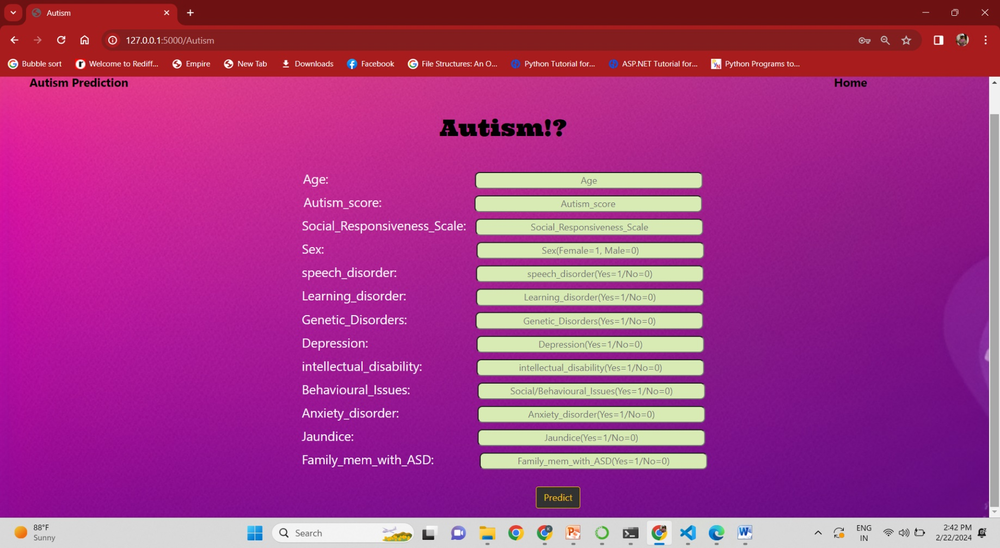 Autism
127.0.0.1:5000/Autism
Bubble sort Welcome to Rediff... Empire New Tab Downloads Facebook File Structures: An O... Python Tutorial for... ASP.NET Tutorial for... Python Programs to...
Autism Prediction Home
Autism!?
Age: Age
Autism_score: Autism_score
Social_Responsiveness_Scale: Social_Responsiveness_Scale
Sex: Sex(Female=1, Male=0)
speech_disorder: speech_disorder(Yes=1/No=0)
Learning_disorder: Learning_disorder(Yes=1/No=0)
Genetic_Disorders: Genetic_Disorders(Yes=1/No=0)
Depression: Depression(Yes=1/No=0)
intellectual_disability: intellectual_disability(Yes=1/No=0)
Behavioural_Issues: Social/Behavioural_Issues(Yes=1/No=0)
Anxiety_disorder: Anxiety_disorder(Yes=1/No=0)
Jaundice: Jaundice(Yes=1/No=0)
Family_mem_with_ASD: Family_mem_with_ASD(Yes=1/No=0)
Predict
88°F
Sunny
Search
ENG
IN
2:42 PM
2/22/2024